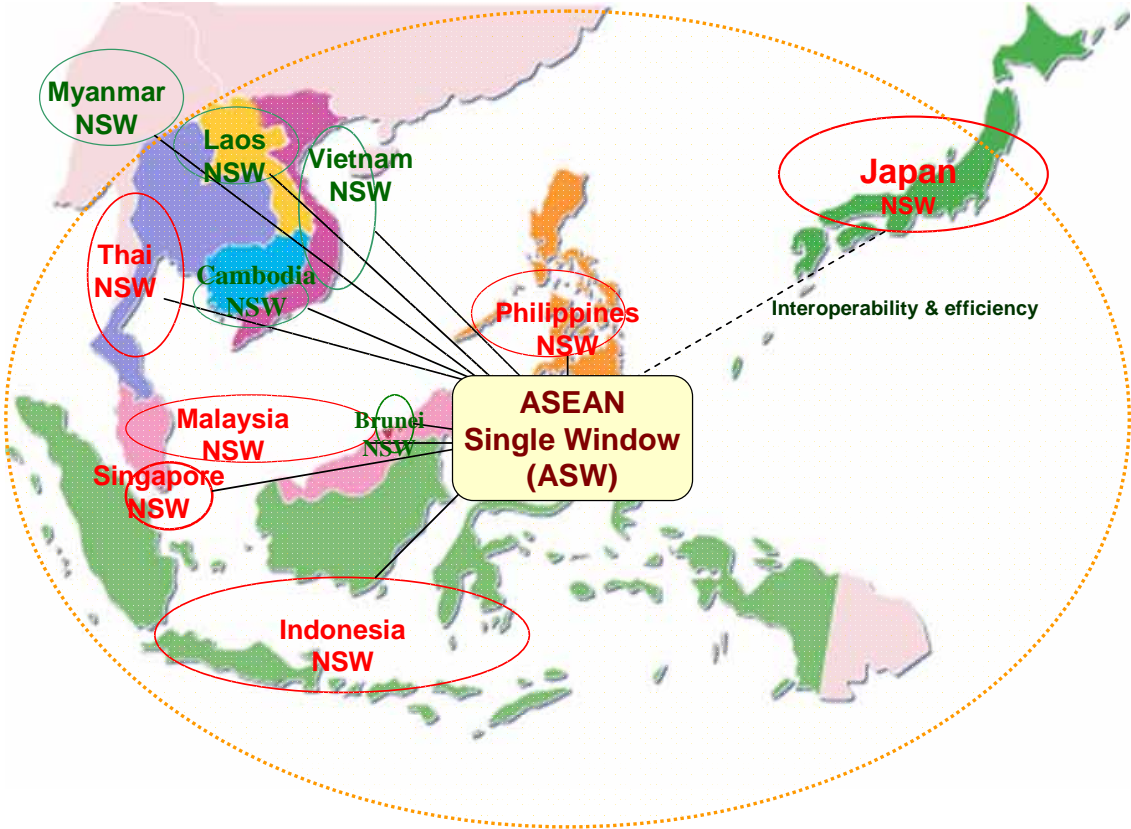 Myanmar
NSW
Laos
NSW
Vietnam
NSW
Japan
NSW
Thai
NSW
Cambodia
NSW
Philippines
NSW
Interoperability & efficiency
ASEAN
Single Window
(ASW)
Malaysia
NSW
Brunei
NSW
Singapore
NSW
Indonesia
NSW